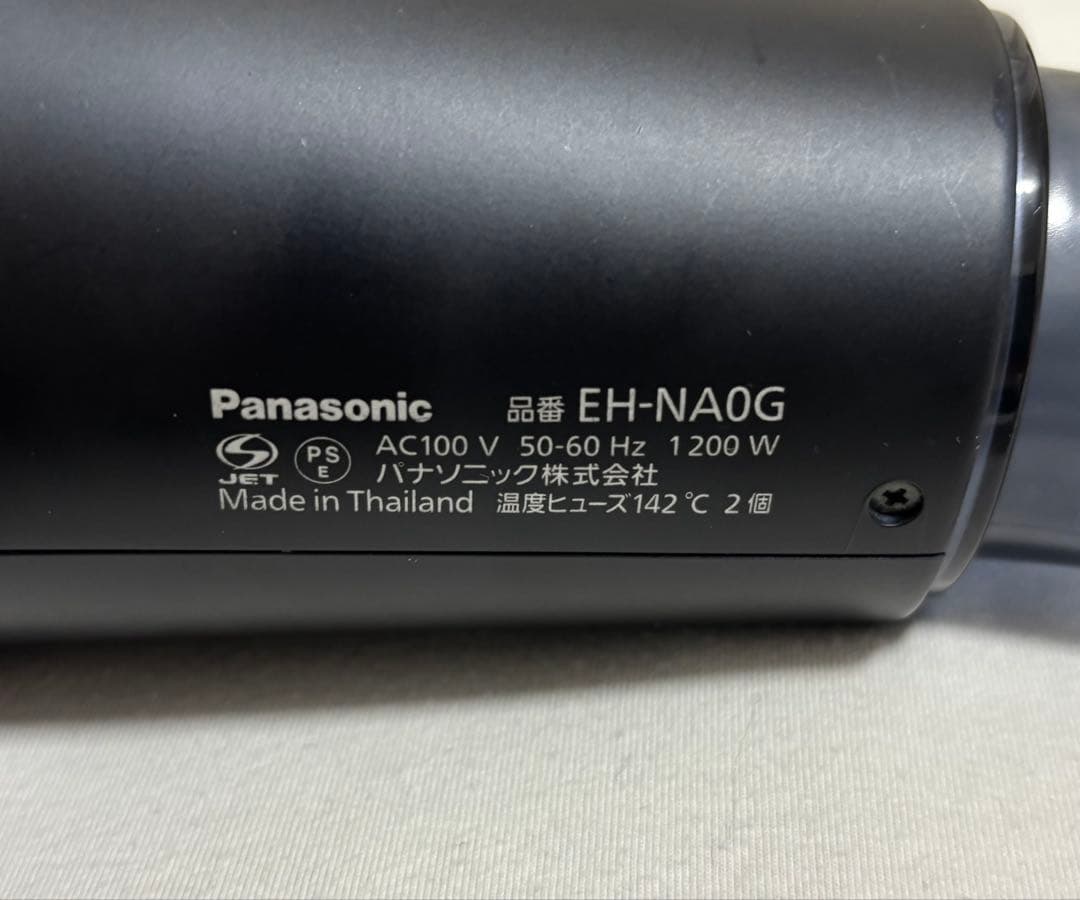 Panasonic 品番 EH-NA0G
JET PS E AC100 V 50-60 Hz 1200 W
パナソニック株式会社
Made in Thailand 温度ヒューズ142℃ 2個